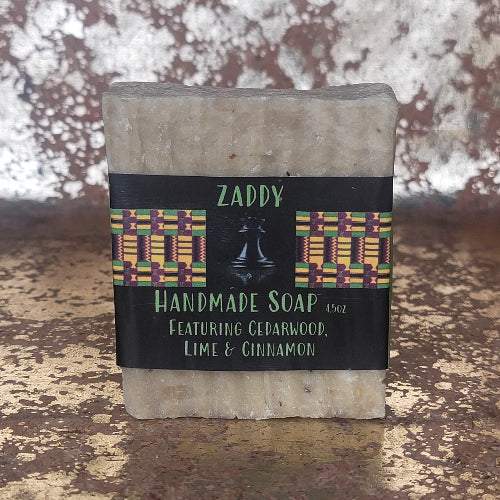 ZADDY
HANDMADE SOAP 4.5OZ
FEATURING CEDARWOOD,
LIME & CINNAMON